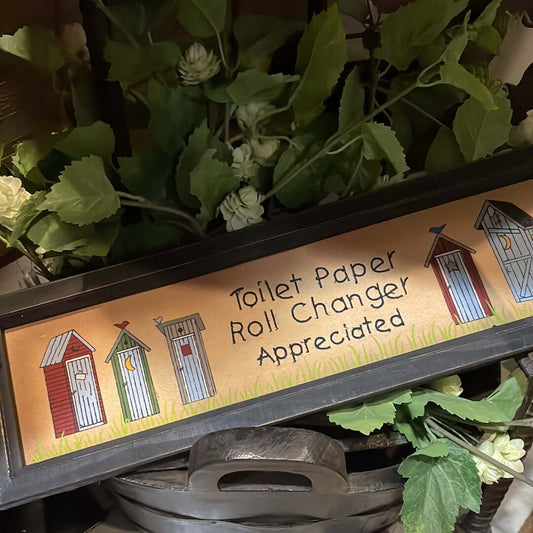 Toilet Paper
Roll Changer
Appreciated